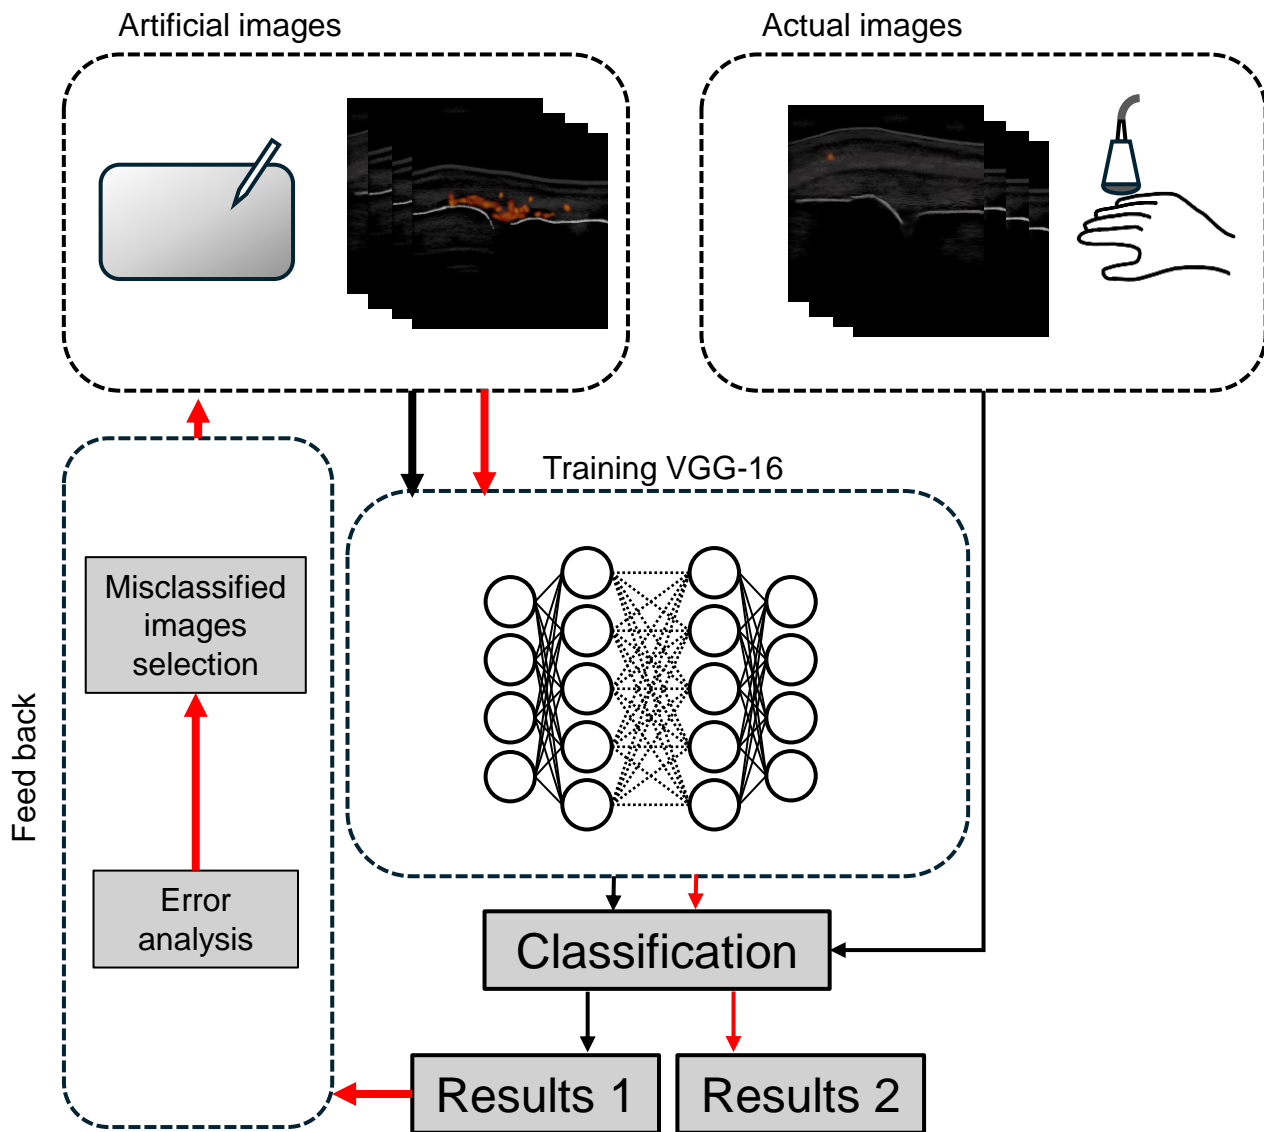 Artificial images
Actual images
Training VGG-16
Misclassified
images
selection
Feed back
Error
analysis
Classification
Results 1
Results 2